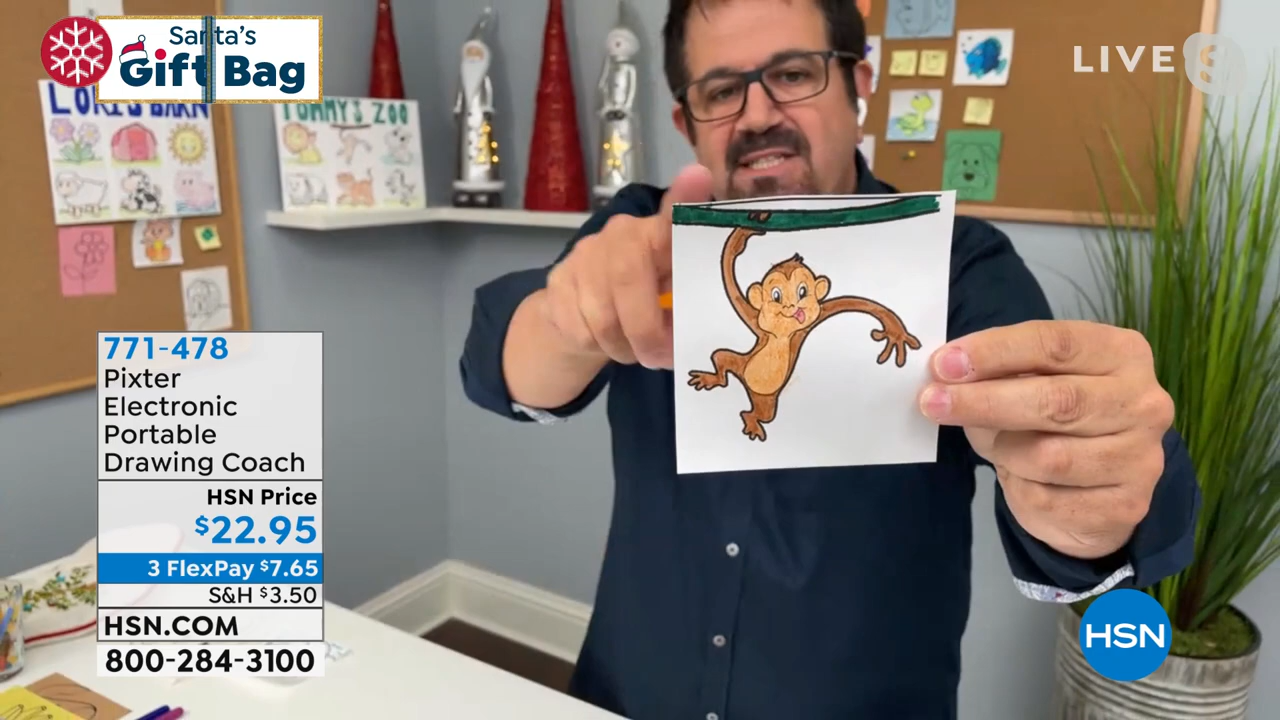 Santa's
Gift Bag
LIVE
LORI'S BARN
TOMMY'S ZOO
771-478
Pixter
Electronic
Portable
Drawing Coach
HSN Price
$22.95
3 FlexPay $7.65
S&H $3.50
HSN.COM
800-284-3100
HSN